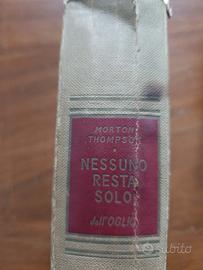 MORTON
THOMPSON
NESSUNO
RESTA
SOLO
dall'OGLIO
subito